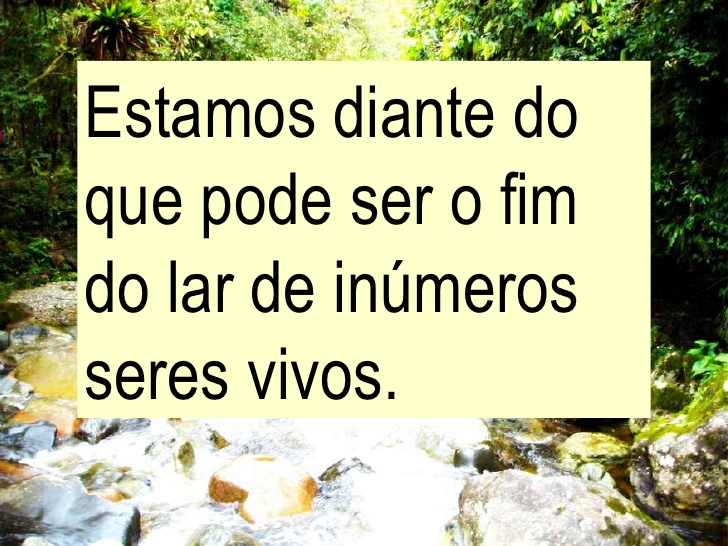 Estamos diante do
que pode ser o fim
do lar de inúmeros
seres vivos.